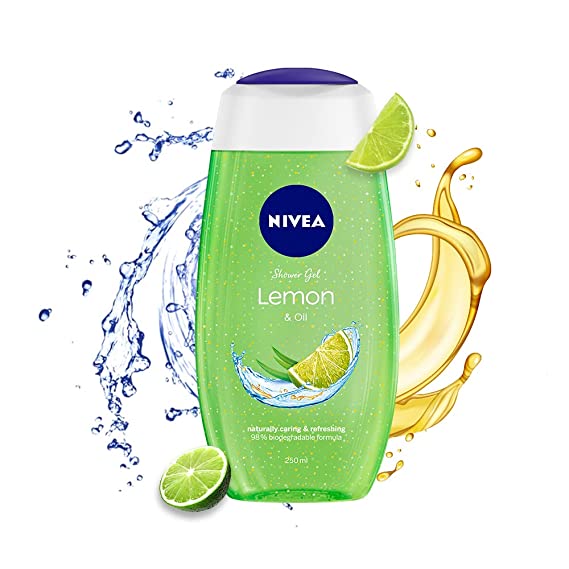 NIVEA
Shower Gel
Lemon
& Oil
naturally caring & refreshing
98% biodegradable formula
250 ml